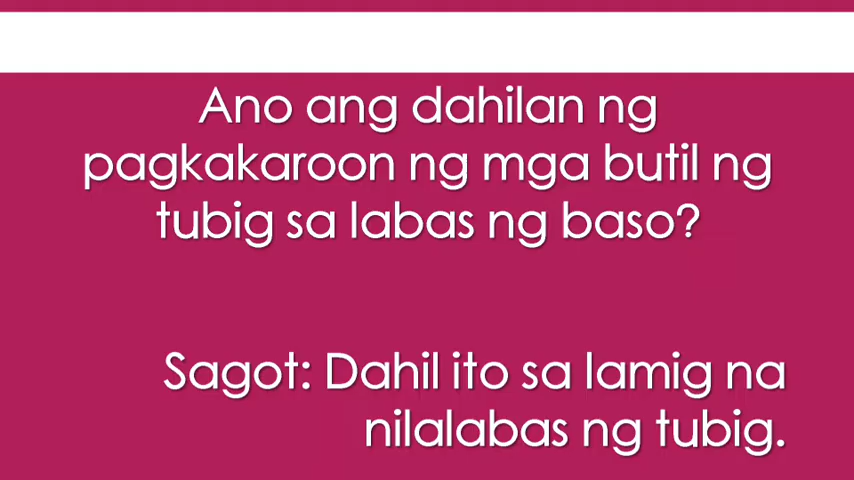 Ano ang dahilan ng
pagkakaroon ng mga butil ng
tubig sa labas ng baso?
Sagot: Dahil ito sa lamig na
nilalabas ng tubig.